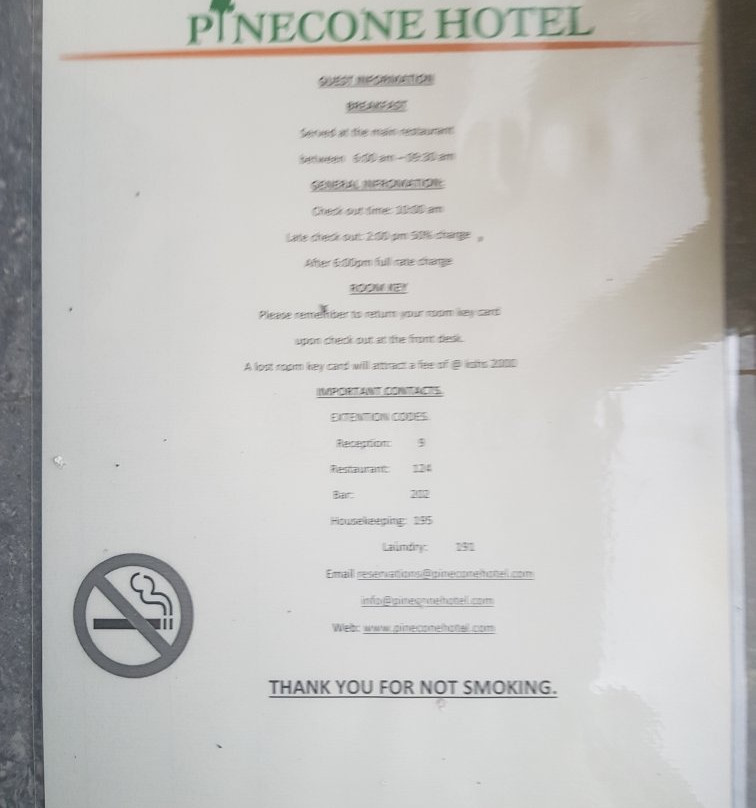 PINECONE HOTEL
GUEST INFORMATION
BREAKFAST
Served at the main restaurant
Between 6:00 am - 09:30 am
GENERAL INFROMATION:
Check out time: 10:00 am
Late check out: 2:00 pm 50% charge
After 6:00pm full rate charge
ROOM KEY
Please remember to return your room key card
upon check out at the front desk.
A lost room key card will attract a fee of @ kshs 2000
IMPORTANT CONTACTS.
EXTENTION CODES.
Reception: 9
Restaurant: 124
Bar: 202
Housekeeping: 195
Laundry: 191
Email reservations@pineconehotel.com
info@pineconehotel.com
Web: www.pineconehotel.com
THANK YOU FOR NOT SMOKING.